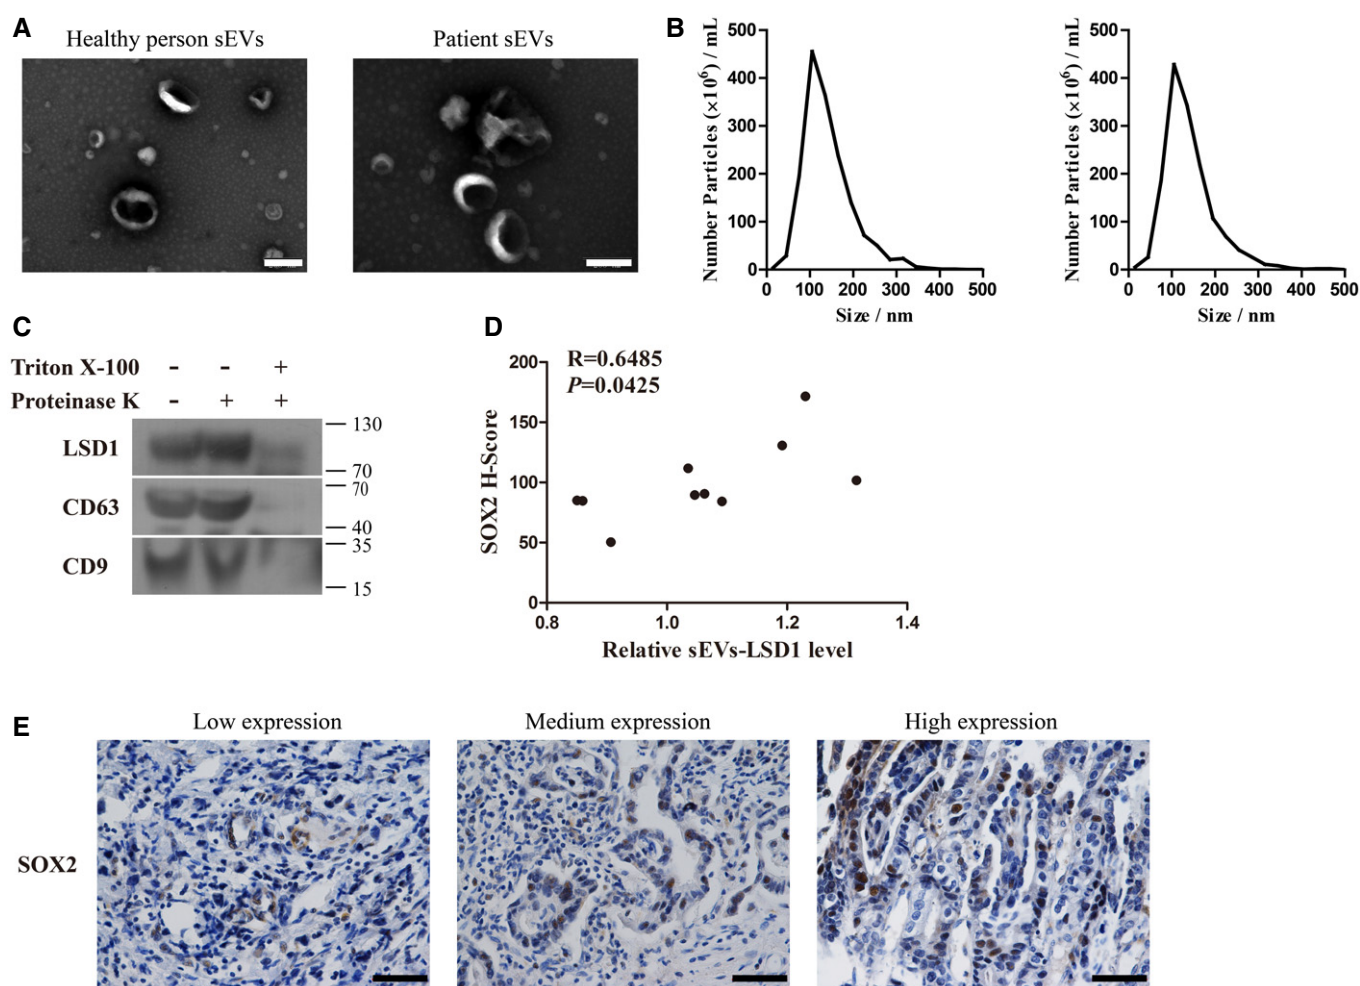 A
Healthy person sEVs
Patient sEVs
B
Number Particles (×10⁶) / mL
500
400
300
200
100
0
0 100 200 300 400 500
Size / nm
Number Particles (×10⁶) / mL
500
400
300
200
100
0
0 100 200 300 400 500
Size / nm
C
Triton X-100 - - +
Proteinase K - + +
LSD1
130
70
CD63
70
40
CD9
35
15
D
R=0.6485
P=0.0425
SOX2 H-Score
200
150
100
50
0
0.8 1.0 1.2 1.4
Relative sEVs-LSD1 level
E
Low expression
Medium expression
High expression
SOX2